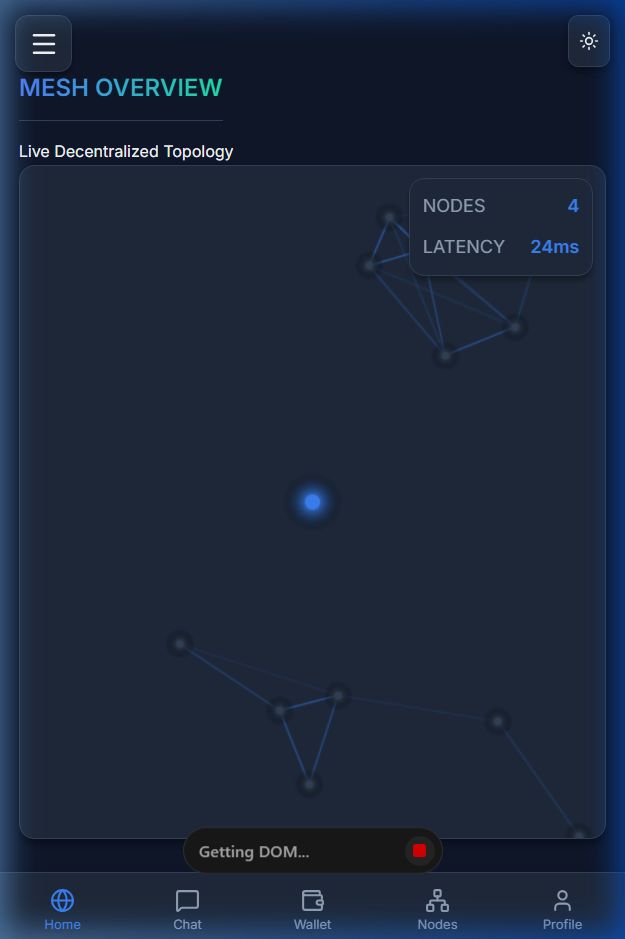 MESH OVERVIEW
Live Decentralized Topology
NODES 4
LATENCY 24ms
Getting DOM...
Home Chat Wallet Nodes Profile